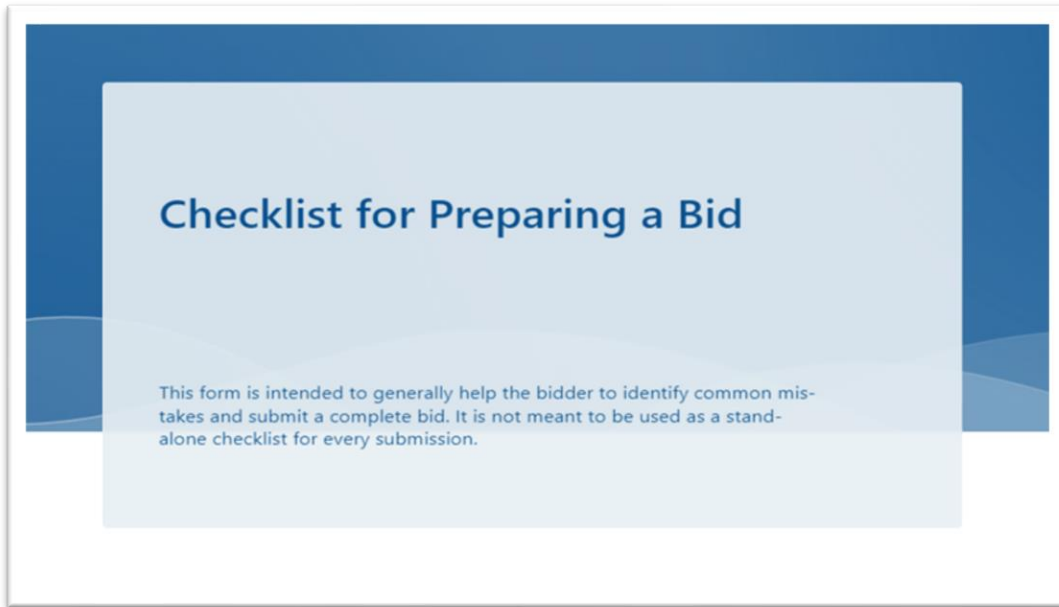 Checklist for Preparing a Bid
This form is intended to generally help the bidder to identify common mis-
takes and submit a complete bid. It is not meant to be used as a stand-
alone checklist for every submission.